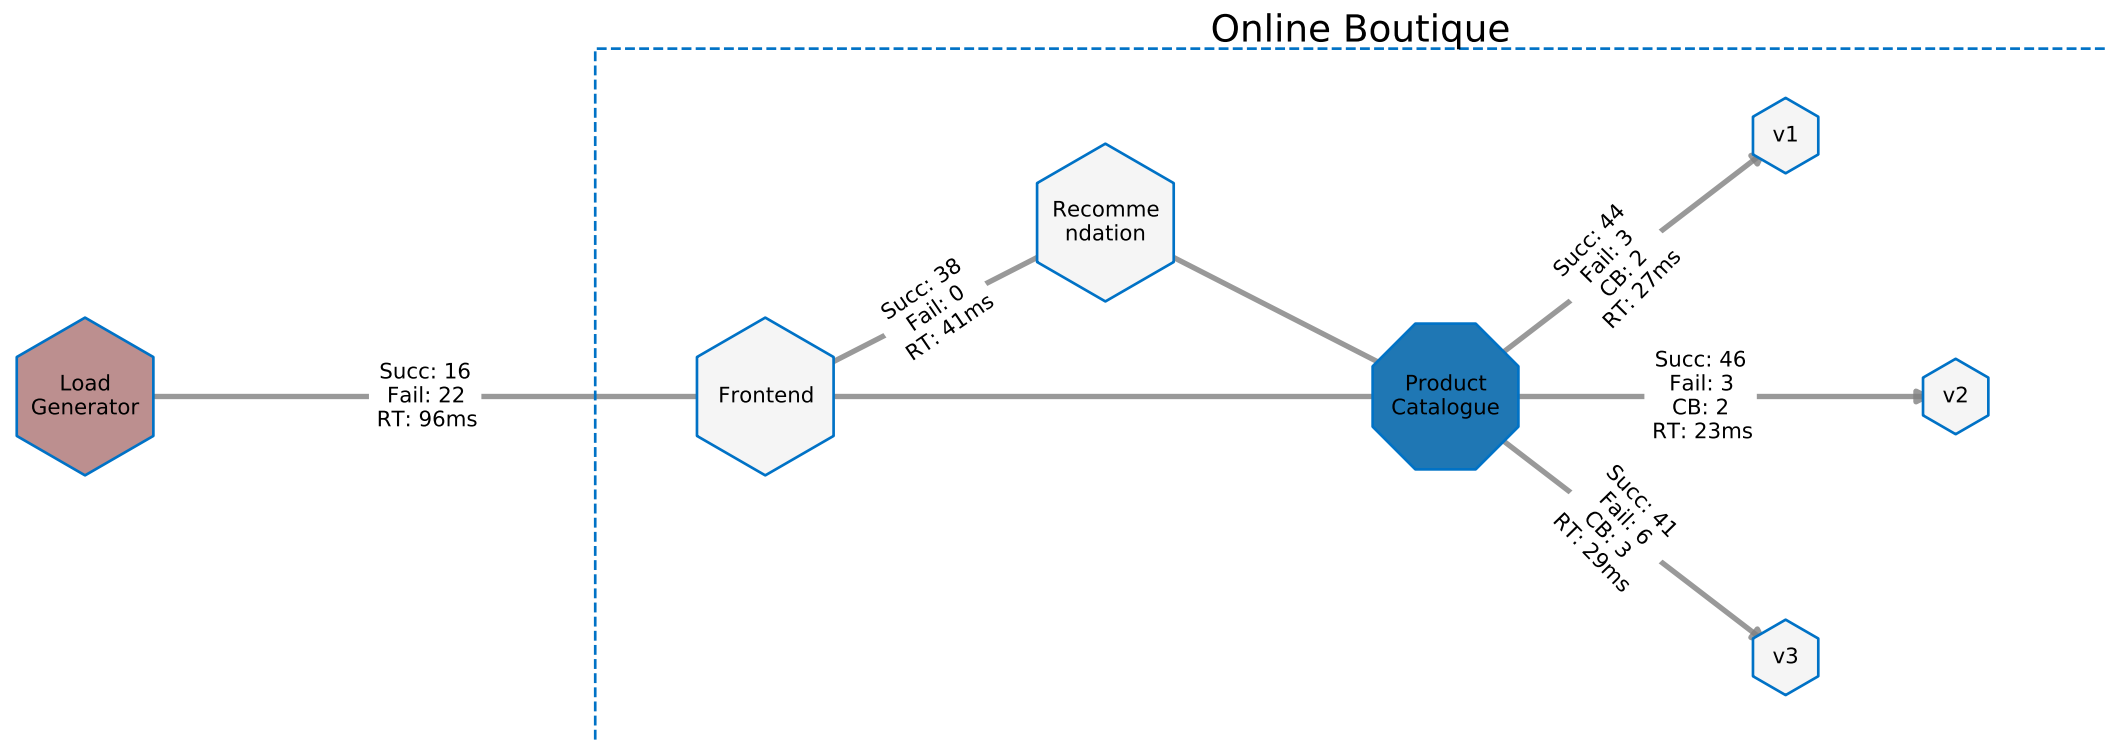 Online Boutique
Load
Generator
Succ: 16
Fail: 22
RT: 96ms
Frontend
Succ: 38
Fail: 0
RT: 41ms
Recomme
ndation
Product
Catalogue
Succ: 44
Fail: 3
CB: 2
RT: 27ms
v1
Succ: 46
Fail: 3
CB: 2
RT: 23ms
v2
Succ: 41
Fail: 6
CB: 3
RT: 29ms
v3